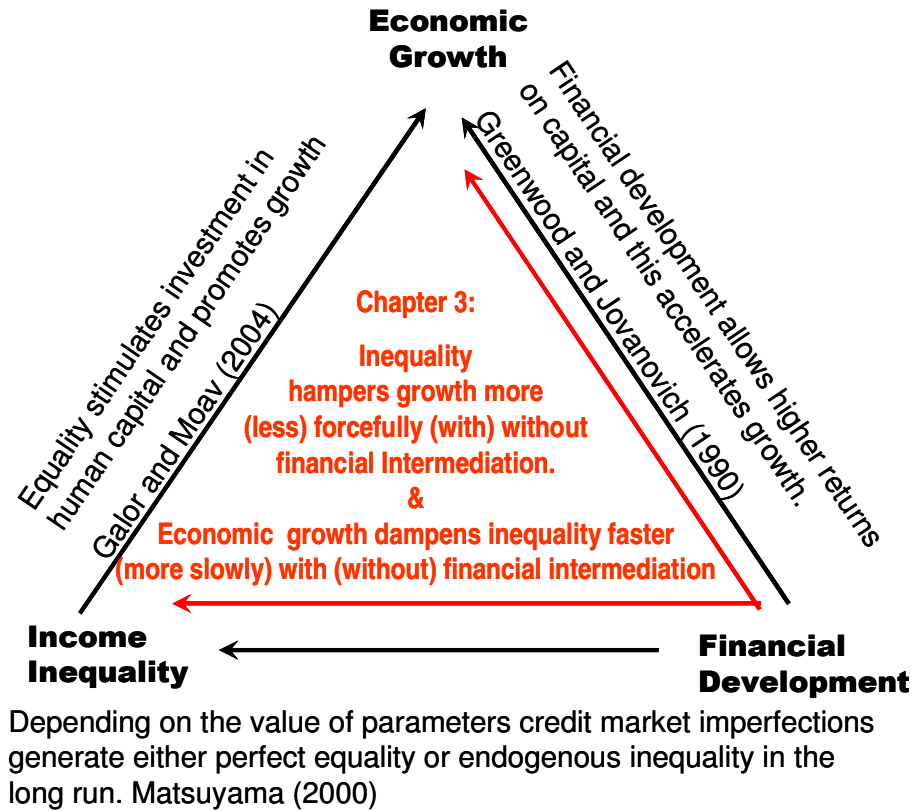 Economic
Growth
Equality stimulates investment in
human capital and promotes growth
Galor and Moav (2004)
Financial development allows higher returns
on capital and this accelerates growth.
Greenwood and Jovanovich (1990)
Chapter 3:
Inequality
hampers growth more
(less) forcefully (with) without
financial Intermediation.
&
Economic growth dampens inequality faster
(more slowly) with (without) financial intermediation
Income
Inequality
Financial
Development
Depending on the value of parameters credit market imperfections
generate either perfect equality or endogenous inequality in the
long run. Matsuyama (2000)